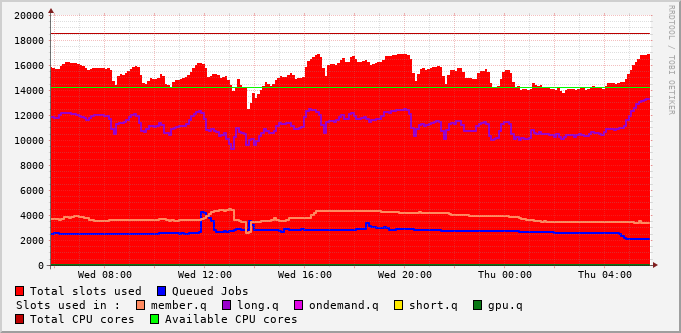 20000
18000
16000
14000
12000
10000
8000
6000
4000
2000
0
Wed 08:00 Wed 12:00 Wed 16:00 Wed 20:00 Thu 00:00 Thu 04:00
RRDTOOL / TOBI OETIKER
Total slots used Queued Jobs
Slots used in : member.q long.q ondemand.q short.q gpu.q
Total CPU cores Available CPU cores